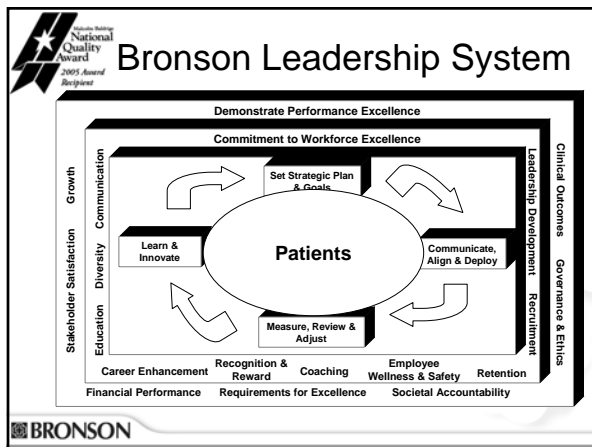 Malcolm Baldrige
National
Quality
Award
2005 Award
Recipient
Bronson Leadership System
Demonstrate Performance Excellence
Commitment to Workforce Excellence
Growth
Stakeholder Satisfaction
Communication
Diversity
Education
Set Strategic Plan
& Goals
Learn &
Innovate
Patients
Communicate,
Align & Deploy
Measure, Review &
Adjust
Leadership Development
Recruitment
Clinical Outcomes
Governance & Ethics
Career Enhancement
Recognition &
Reward
Coaching
Employee
Wellness & Safety
Retention
Financial Performance
Requirements for Excellence
Societal Accountability
BRONSON